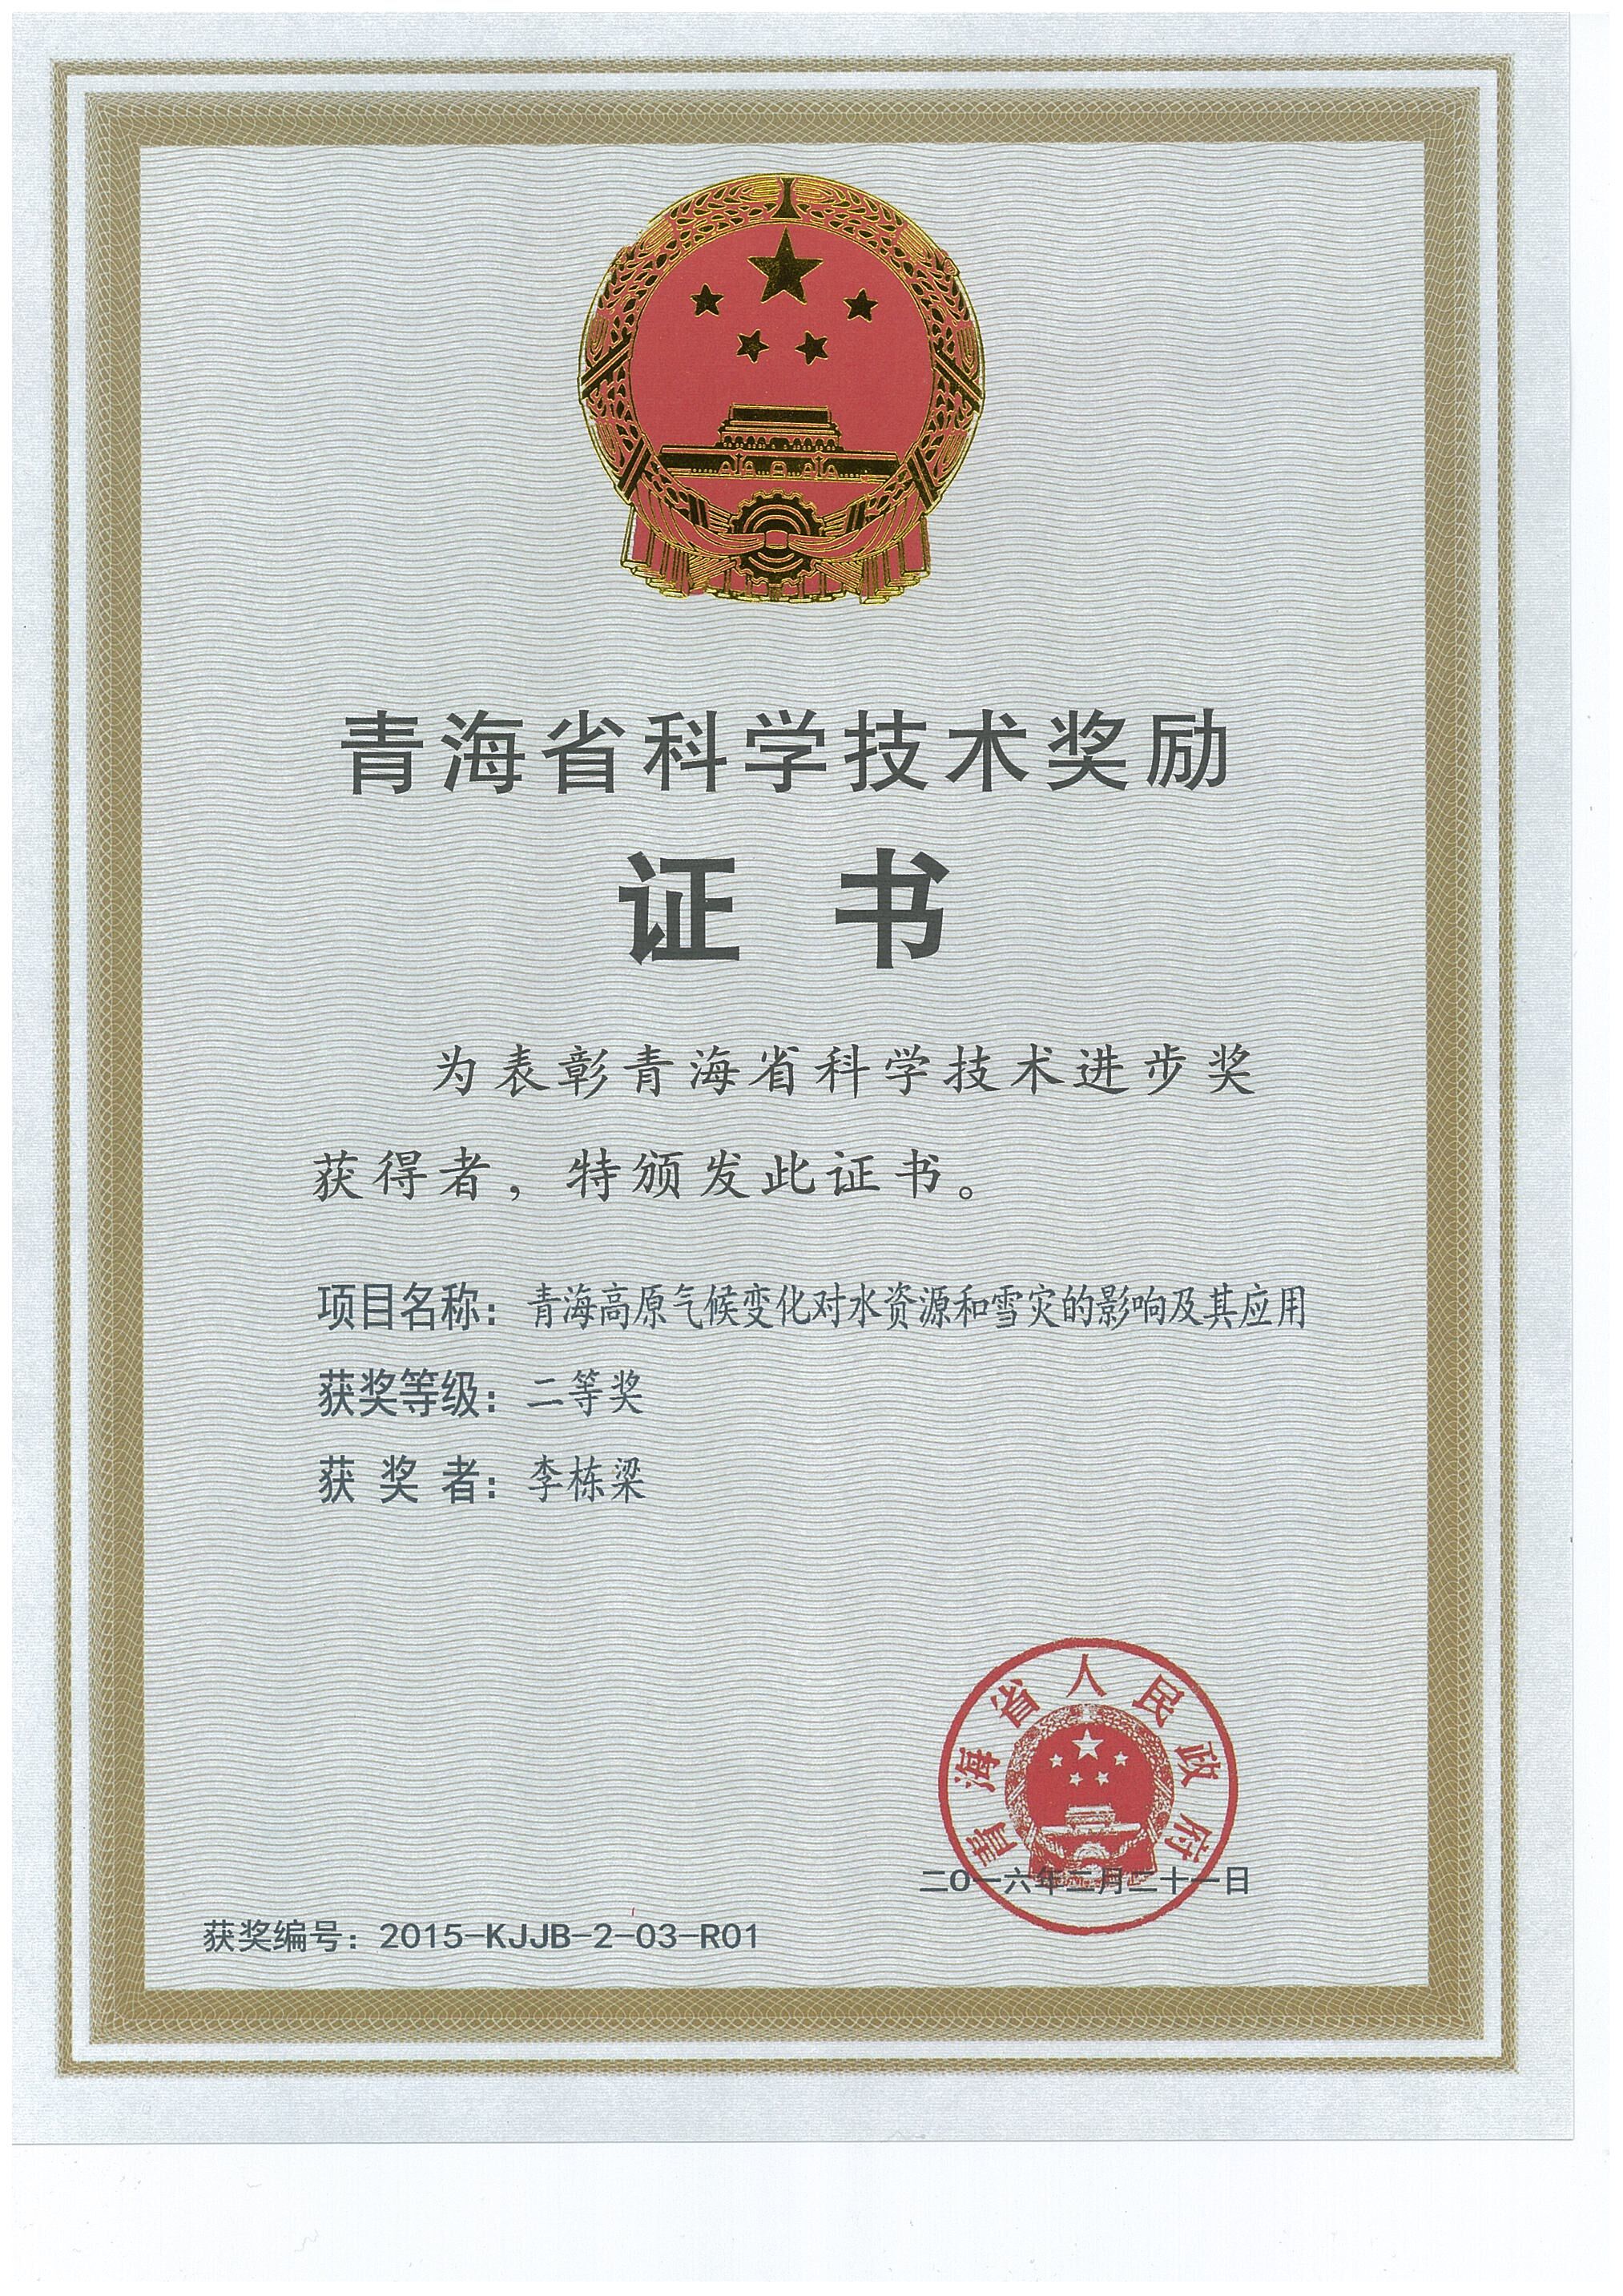 青海省科学技术奖励
证书
为表彰青海省科学技术进步奖
获得者，特颁发此证书。
项目名称：青海高原气候变化对水资源和雪灾的影响及其应用
获奖等级：二等奖
获奖者：李栋梁
青海省人民政府
二〇一六年二月二十一日
获奖编号：2015-KJJB-2-03-R01